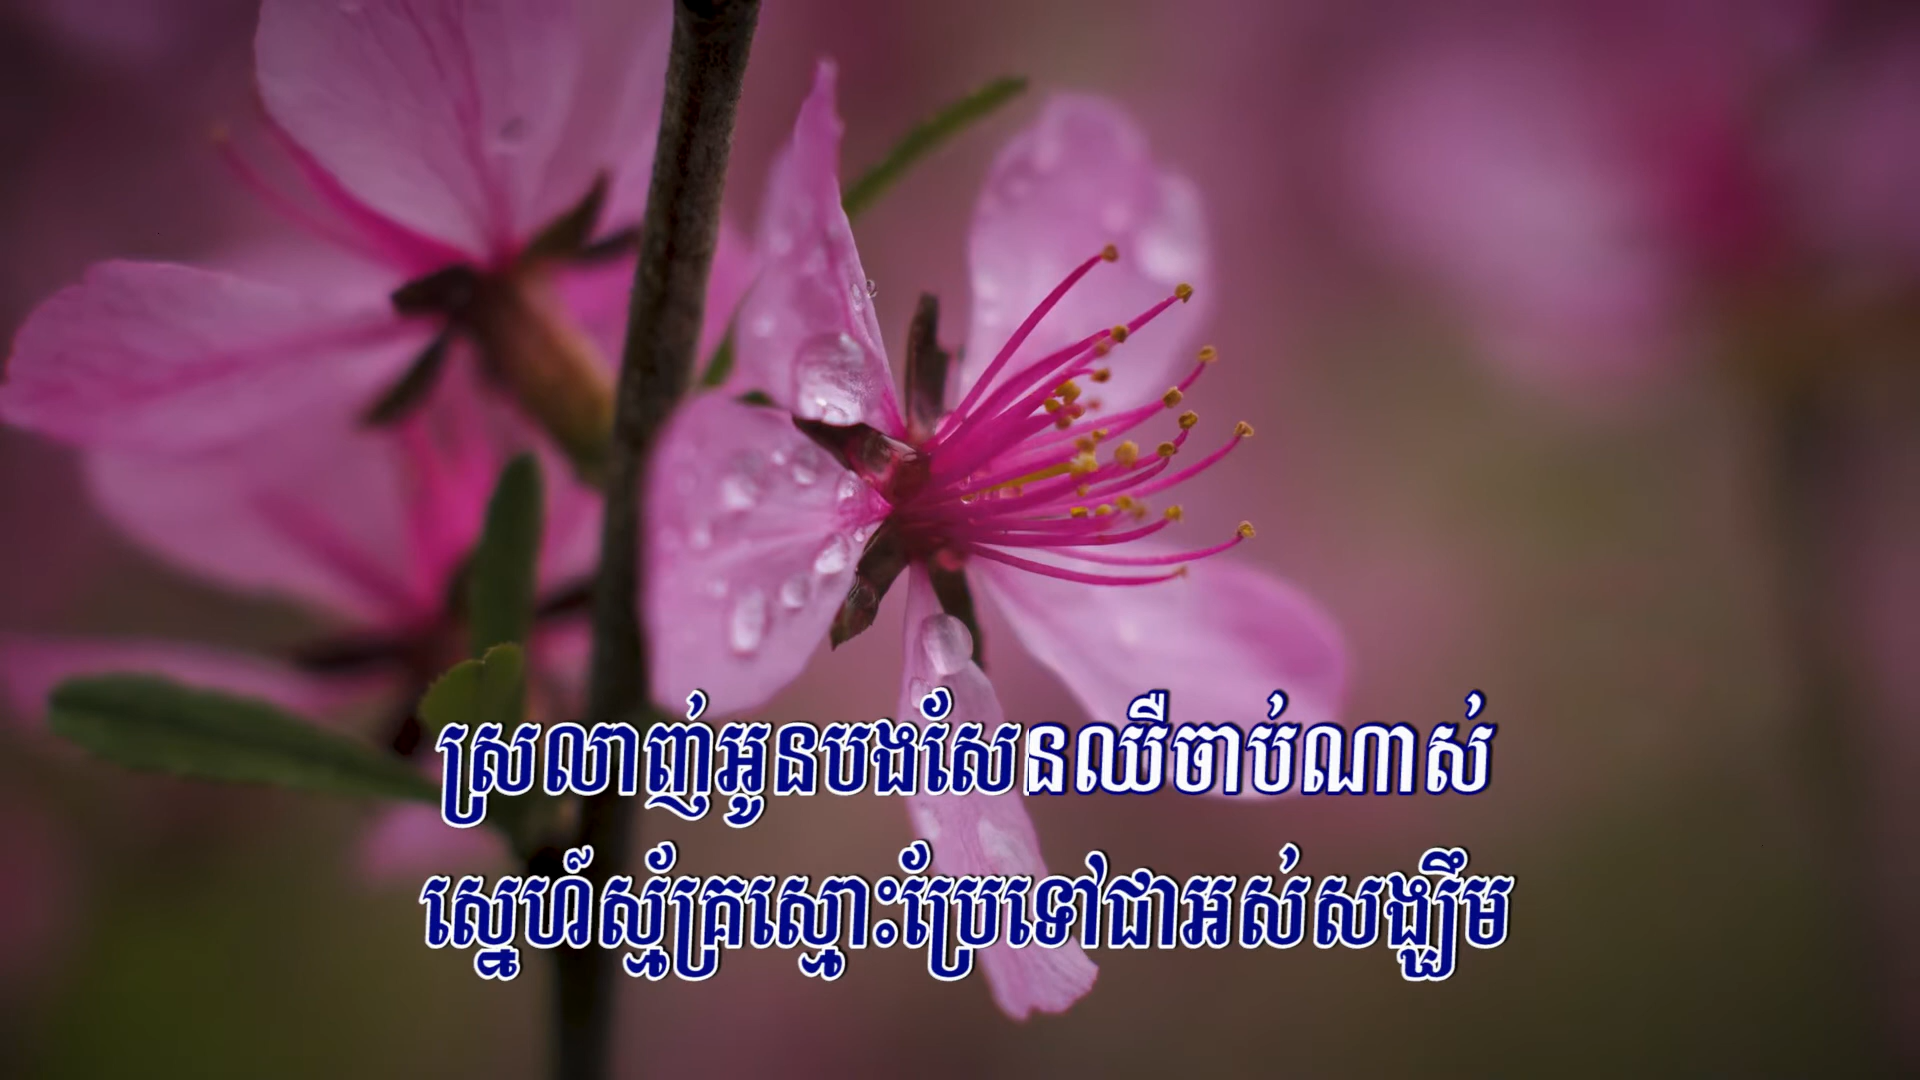 ស្រលាញ់អូនបងសែនឈឺចាប់ណាស់
ស្នេហ៍ស្ម័គ្រស្មោះប្រែទៅជាអស់សង្ឃឹម